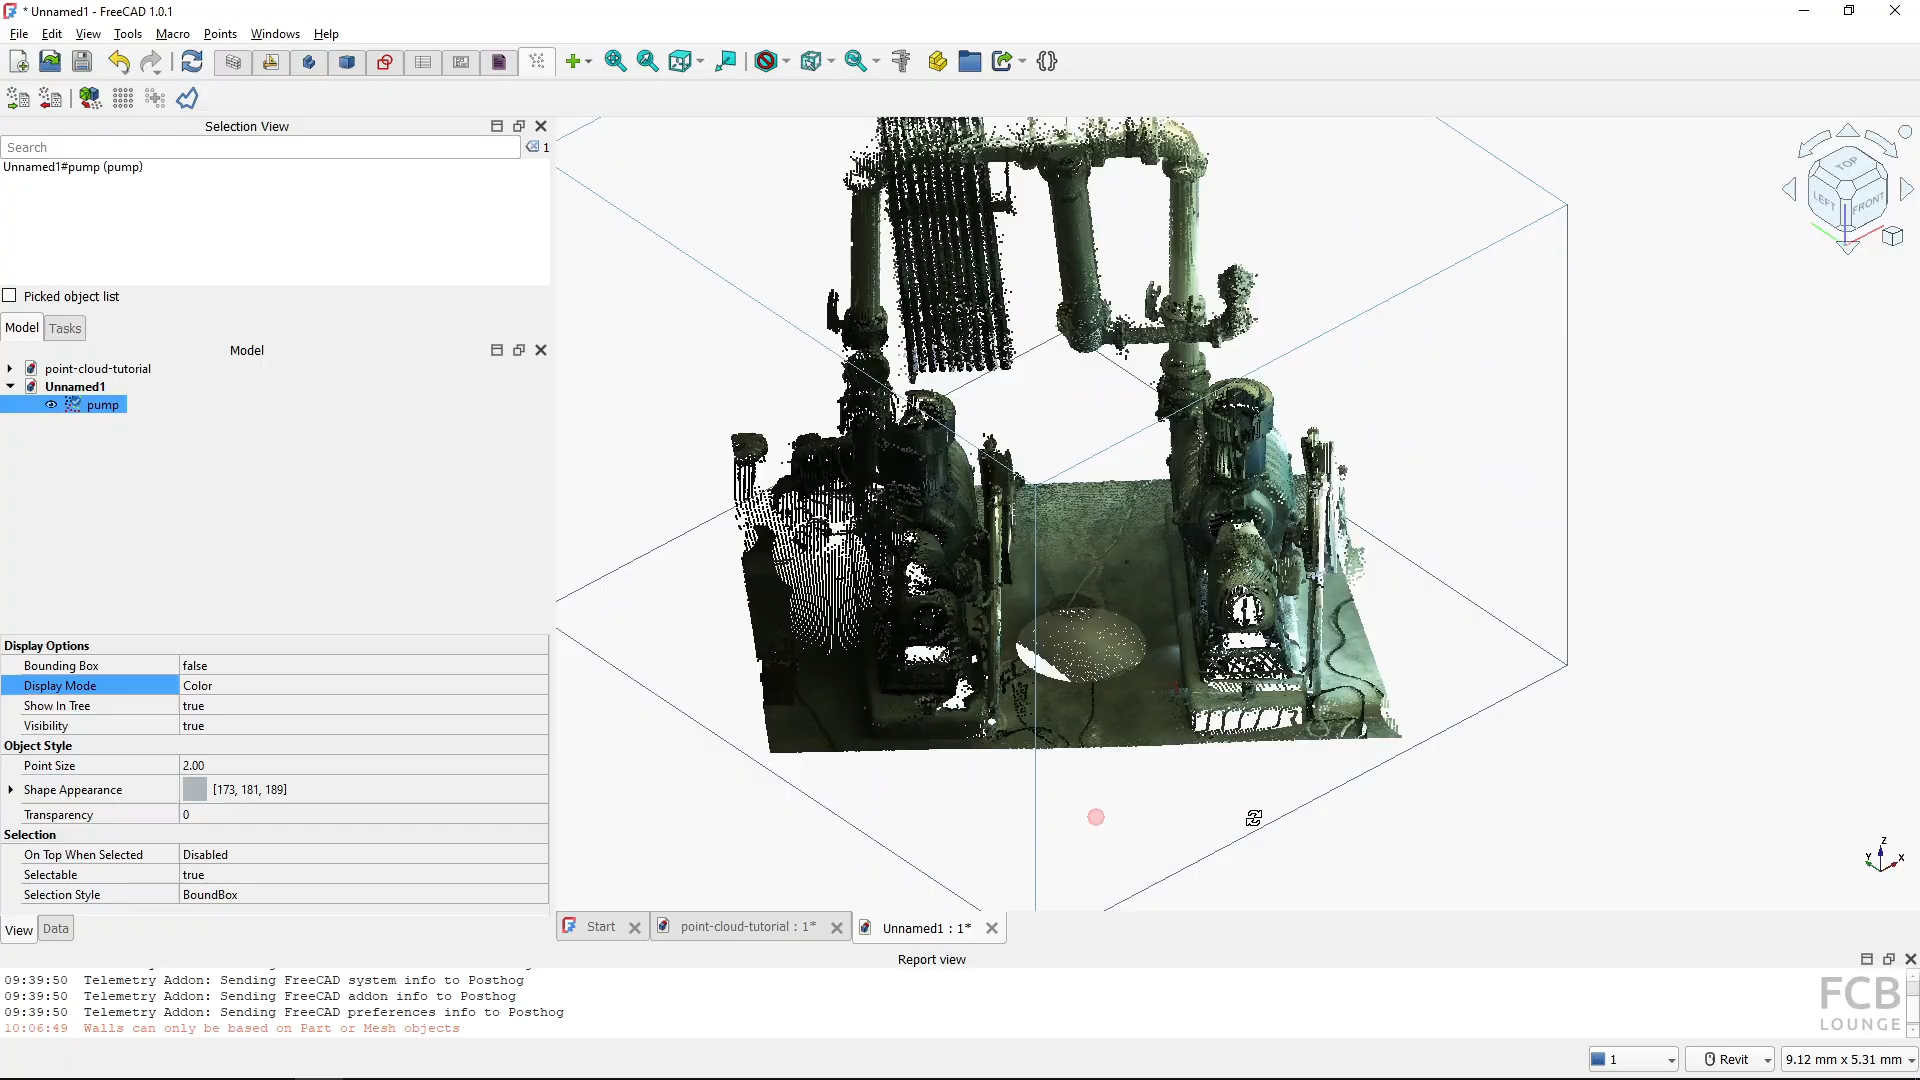 * Unnamed1 - FreeCAD 1.0.1
File Edit View Tools Macro Points Windows Help
Selection View
Search
1
Unnamed1#pump (pump)
Picked object list
Model Tasks
Model
point-cloud-tutorial
Unnamed1
pump
Display Options
Bounding Box false
Display Mode Color
Show In Tree true
Visibility true
Object Style
Point Size 2.00
Shape Appearance [173, 181, 189]
Transparency 0
Selection
On Top When Selected Disabled
Selectable true
Selection Style BoundBox
View Data
TOP
LEFT FRONT
Z
Y X
Start point-cloud-tutorial : 1* Unnamed1 : 1*
Report view
09:39:50 Telemetry Addon: Sending FreeCAD system info to Posthog
09:39:50 Telemetry Addon: Sending FreeCAD addon info to Posthog
09:39:50 Telemetry Addon: Sending FreeCAD preferences info to Posthog
10:06:49 Walls can only be based on Part or Mesh objects
FCB
LOUNGE
1 Revit 9.12 mm x 5.31 mm